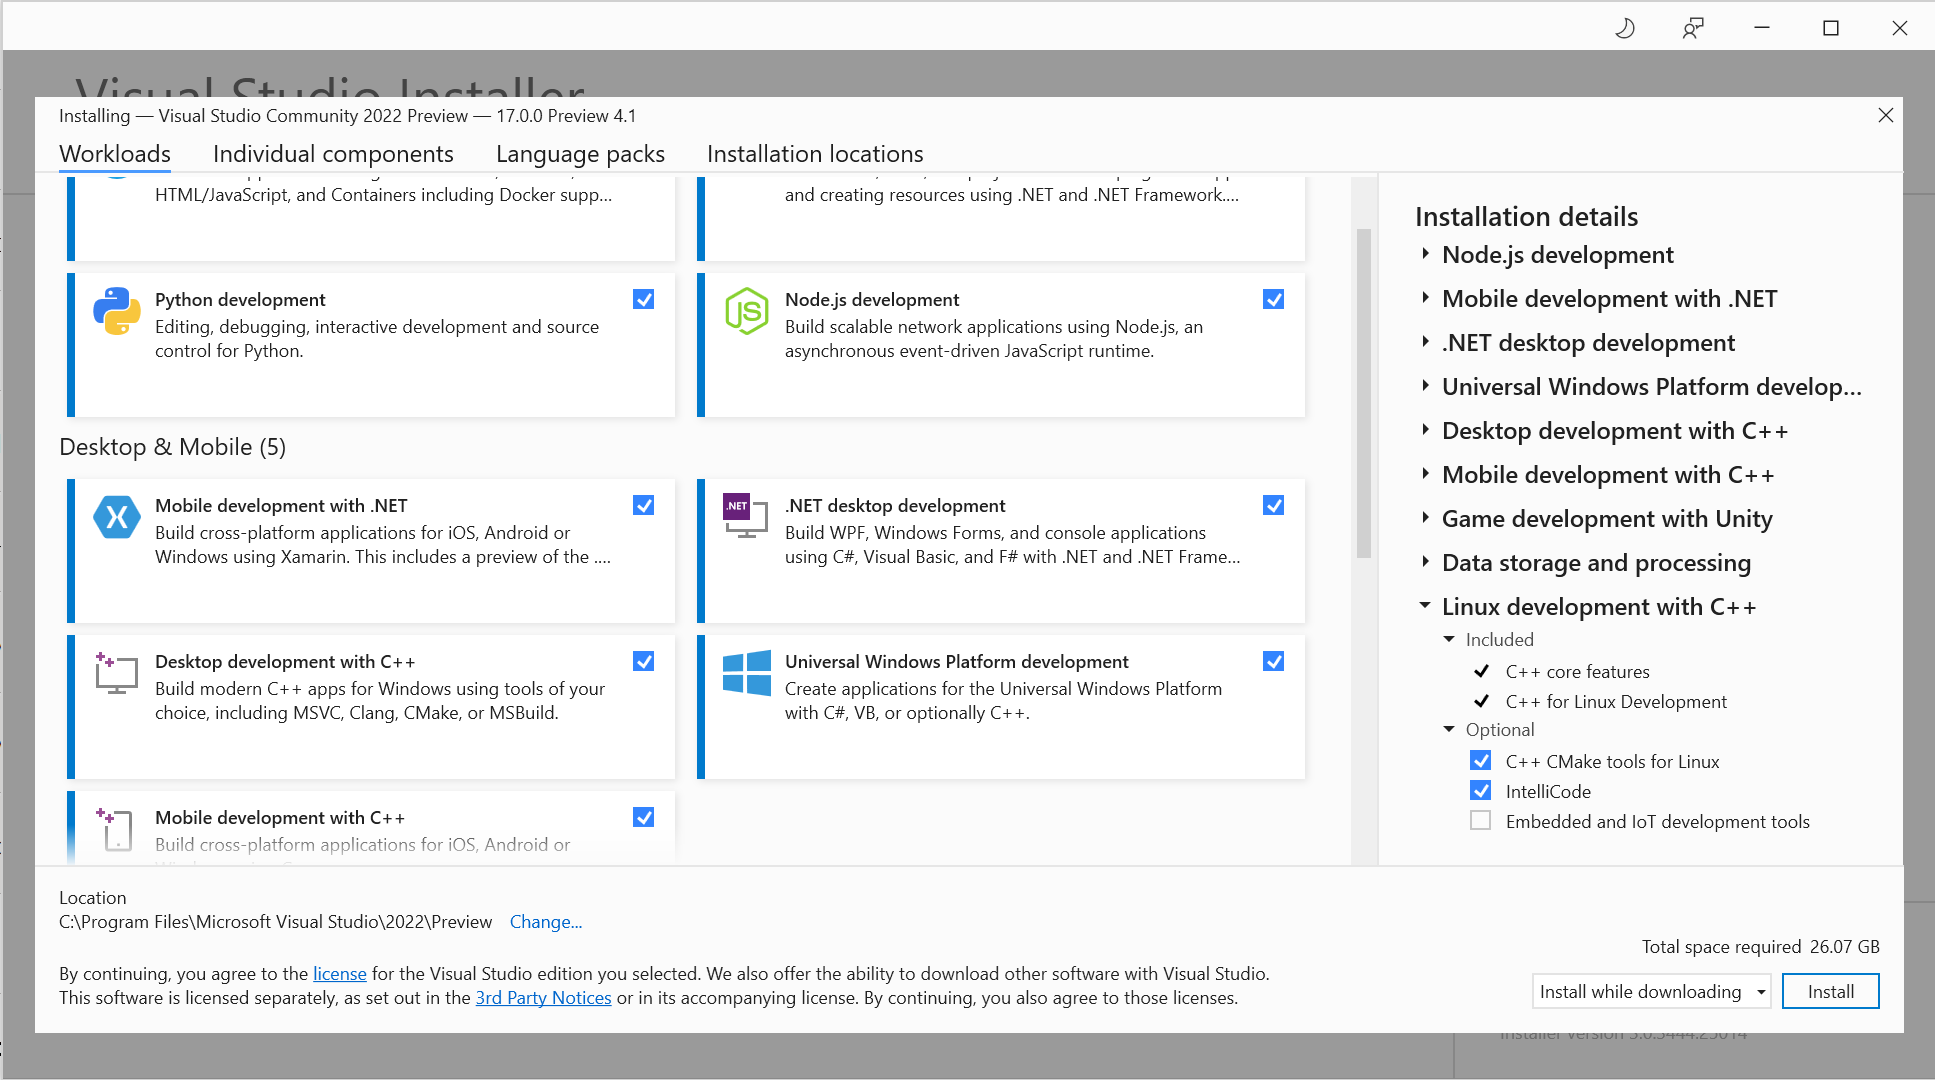 Visual Studio Installer
Installing — Visual Studio Community 2022 Preview — 17.0.0 Preview 4.1
Workloads
Individual components
Language packs
Installation locations
HTML/JavaScript, and Containers including Docker supp...
and creating resources using .NET and .NET Framework....
Python development
Editing, debugging, interactive development and source
control for Python.
JS
Node.js development
Build scalable network applications using Node.js, an
asynchronous event-driven JavaScript runtime.
Desktop & Mobile (5)
Mobile development with .NET
Build cross-platform applications for iOS, Android or
Windows using Xamarin. This includes a preview of the ....
.NET
.NET desktop development
Build WPF, Windows Forms, and console applications
using C#, Visual Basic, and F# with .NET and .NET Frame...
Desktop development with C++
Build modern C++ apps for Windows using tools of your
choice, including MSVC, Clang, CMake, or MSBuild.
Universal Windows Platform development
Create applications for the Universal Windows Platform
with C#, VB, or optionally C++.
Mobile development with C++
Build cross-platform applications for iOS, Android or
Installation details
Node.js development
Mobile development with .NET
.NET desktop development
Universal Windows Platform develop...
Desktop development with C++
Mobile development with C++
Game development with Unity
Data storage and processing
Linux development with C++
Included
C++ core features
C++ for Linux Development
Optional
C++ CMake tools for Linux
IntelliCode
Embedded and IoT development tools
Location
C:\Program Files\Microsoft Visual Studio\2022\Preview
Change...
Total space required 26.07 GB
By continuing, you agree to the license for the Visual Studio edition you selected. We also offer the ability to download other software with Visual Studio.
This software is licensed separately, as set out in the 3rd Party Notices or in its accompanying license. By continuing, you also agree to those licenses.
Install while downloading
Install
Installer version 3.0.3444.25014